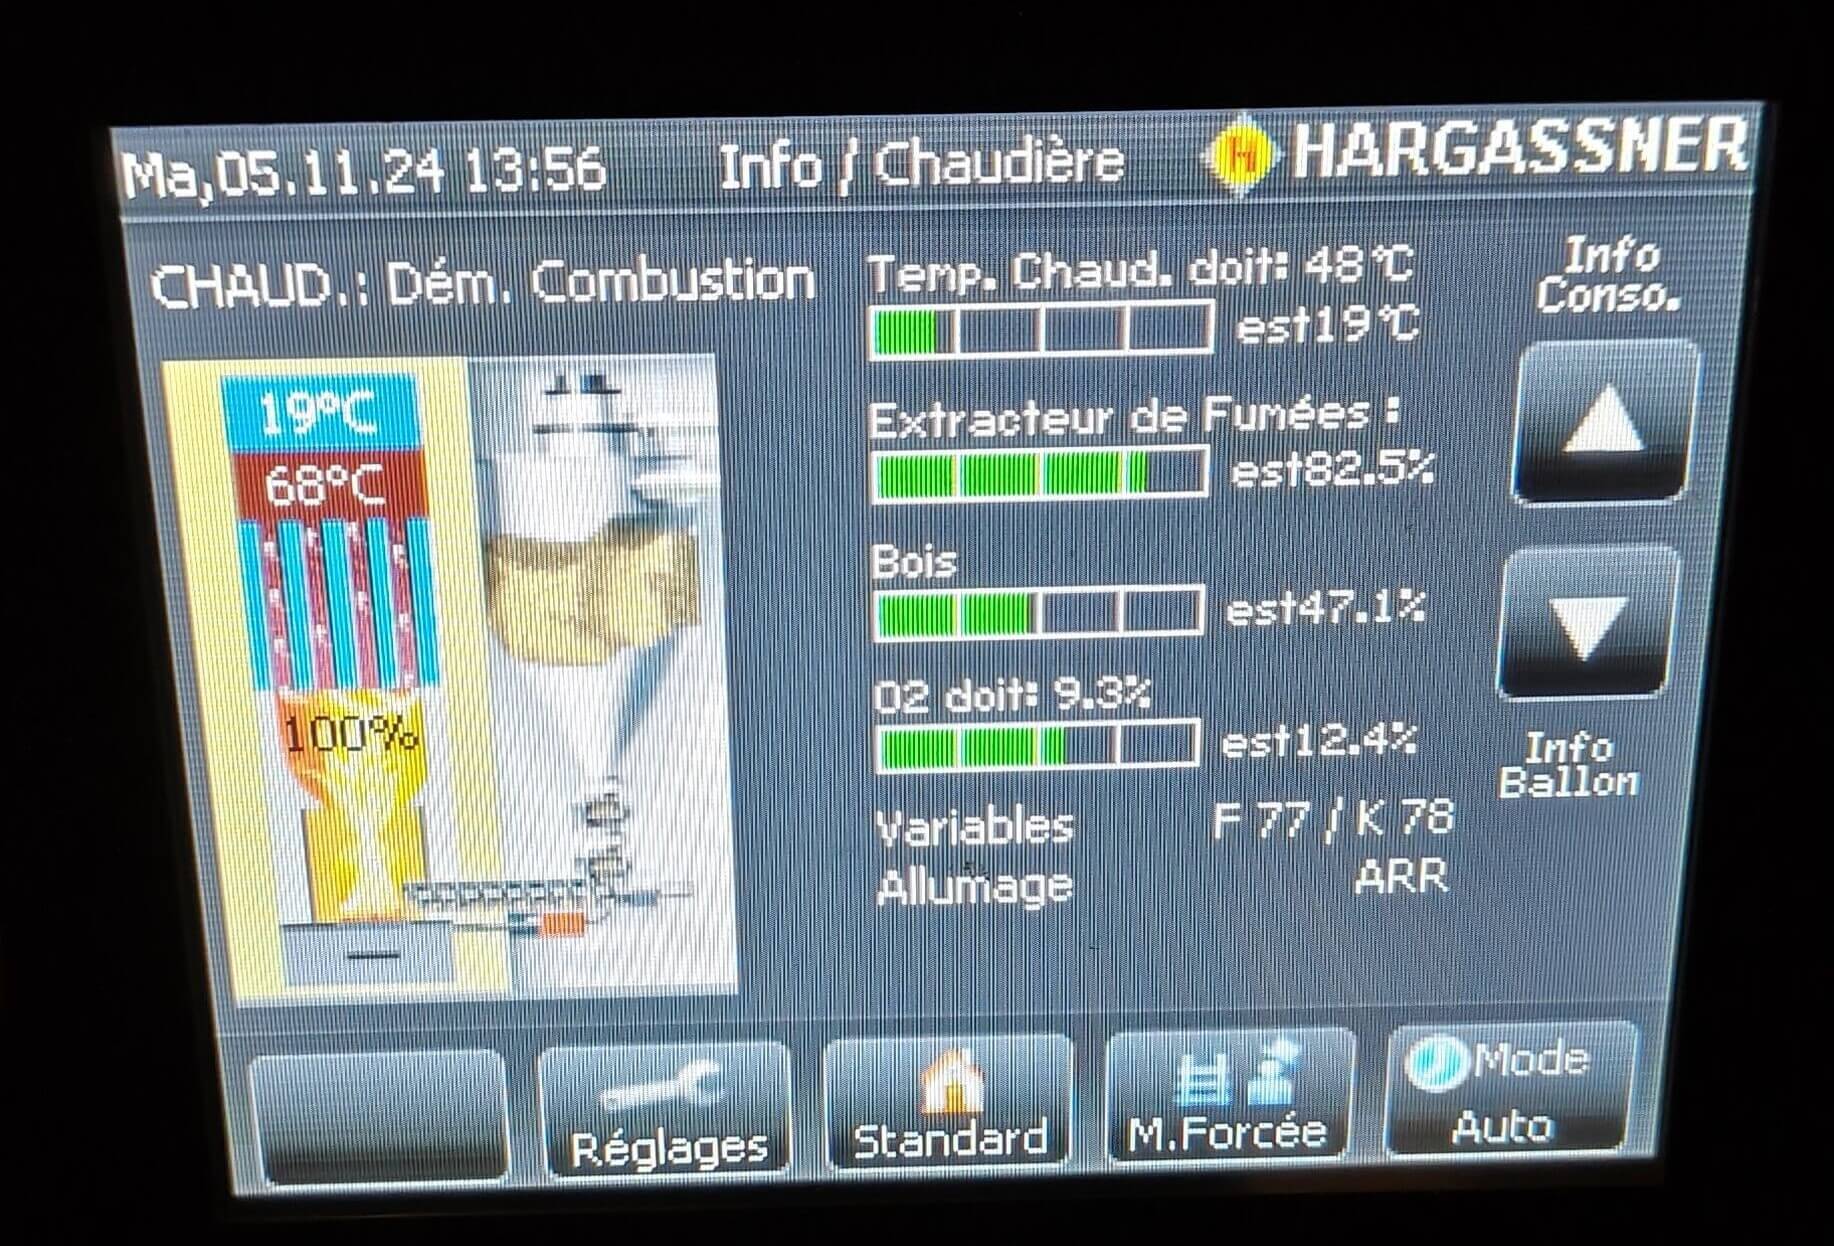 Ma,05.11.24 13:56
Info / Chaudière
HARGASSNER
CHAUD.: Dém. Combustion
19°C
68°C
100%
Temp. Chaud. doit: 48°C
est19°C
Extracteur de Fumées :
est82.5%
Bois
est47.1%
O2 doit: 9.3%
est12.4%
Variables F 77 / K 78
Allumage ARR
Info
Conso.
Info
Ballon
Réglages
Standard
M.Forcée
Mode
Auto